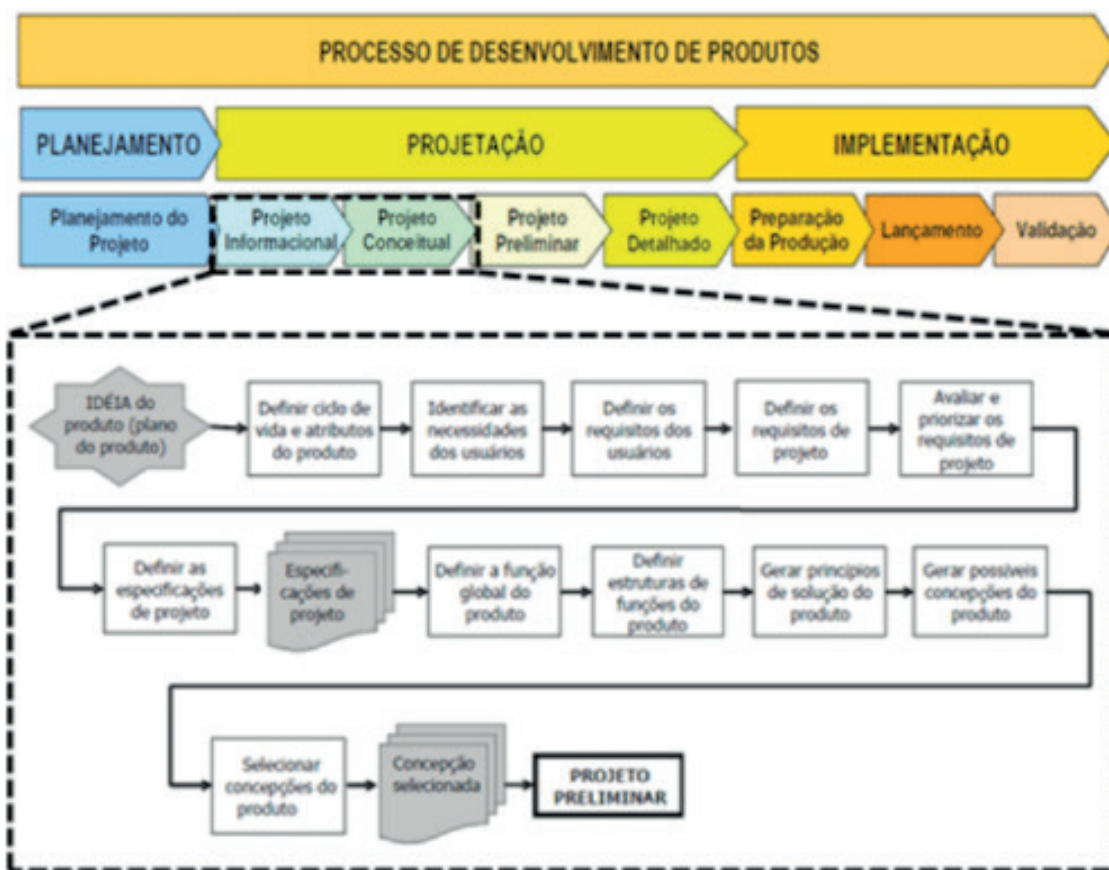 PROCESSO DE DESENVOLVIMENTO DE PRODUTOS
PLANEJAMENTO
PROJETAÇÃO
IMPLEMENTAÇÃO
Planejamento do
Projeto
Projeto
Informacional
Projeto
Conceitual
Projeto
Preliminar
Projeto
Detalhado
Preparação
da Produção
Lançamento
Validação
IDÉIA do
produto (plano
do produto)
Definir ciclo de
vida e atributos
do produto
Identificar as
necessidades
dos usuários
Definir os
requisitos dos
usuários
Definir os
requisitos de
projeto
Avaliar e
priorizar os
requisitos de
projeto
Definir as
especificações
de projeto
Especifi-
cações de
projeto
Definir a função
global do
produto
Definir
estruturas de
funções do
produto
Gerar princípios
de solução do
produto
Gerar possíveis
concepções do
produto
Selecionar
concepções do
produto
Concepção
selecionada
PROJETO
PRELIMINAR